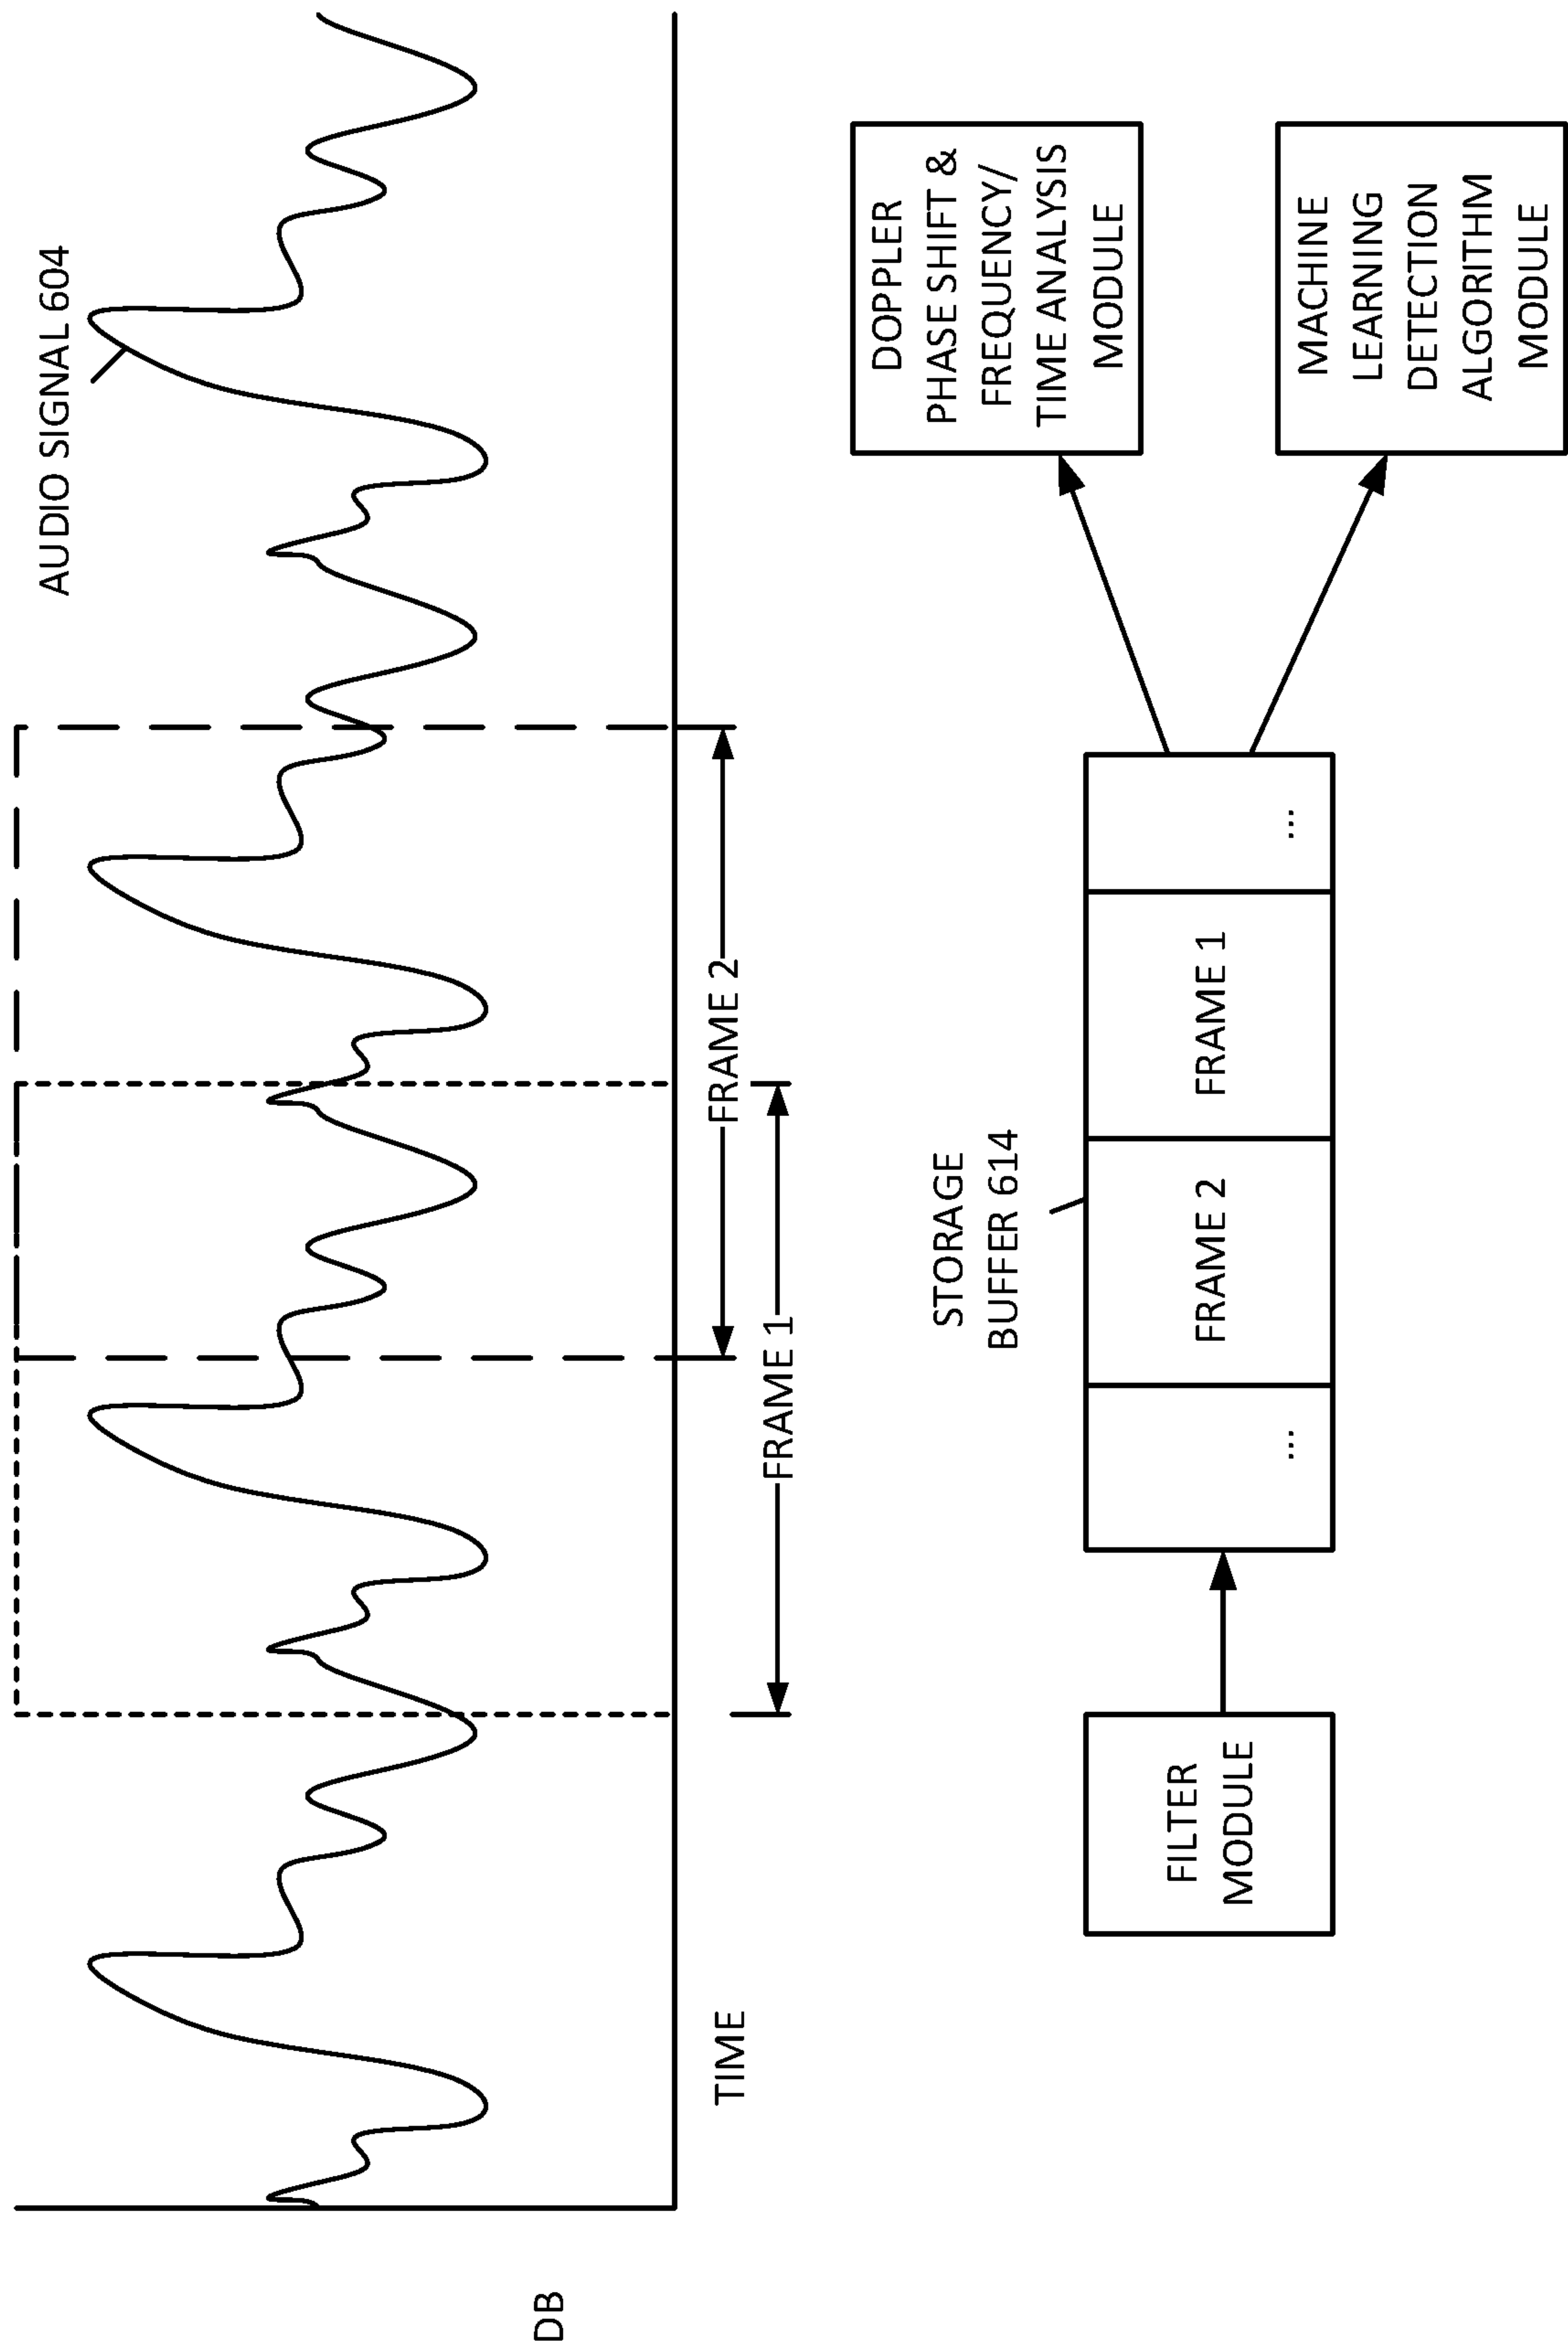 AUDIO SIGNAL 604
DB
TIME
FRAME 2
FRAME 1
STORAGE
BUFFER 614
FILTER
MODULE
...
FRAME 2
FRAME 1
...
DOPPLER
PHASE SHIFT &
FREQUENCY/
TIME ANALYSIS
MODULE
MACHINE
LEARNING
DETECTION
ALGORITHM
MODULE